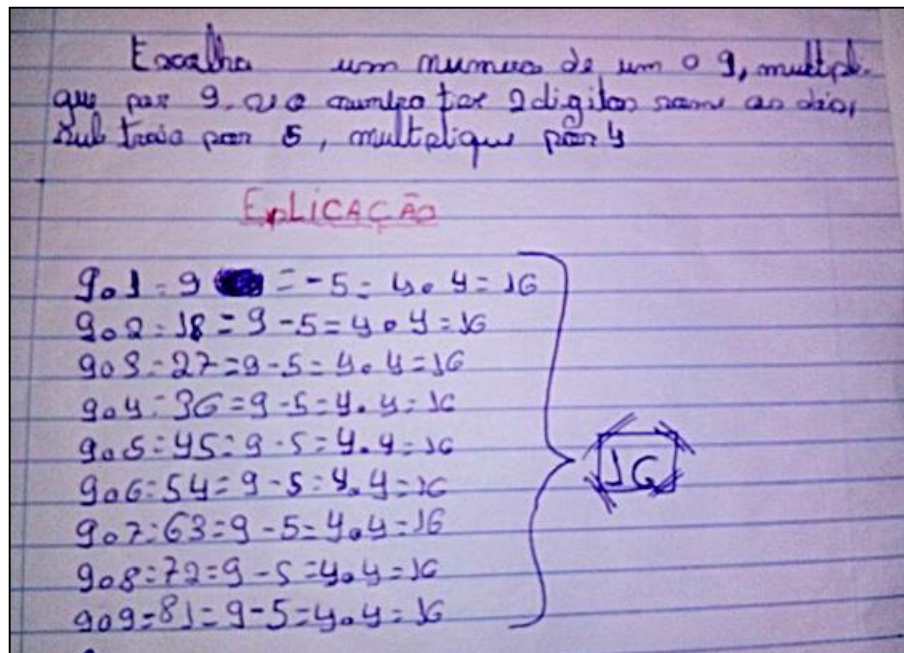 Escolha um numero de um a 9, multipli-
que por 9, se o numero ter 2 digitos some os dois,
subtraia por 5, multiplique por 4
EXPLICAÇÃO
9.1=9 =-5=4.4=16
9.2=18=9-5=4.4=16
9.3=27=9-5=4.4=16
9.4=36=9-5=4.4=16
9.5=45=9-5=4.4=16
9.6=54=9-5=4.4=16
9.7=63=9-5=4.4=16
9.8=72=9-5=4.4=16
9.9=81=9-5=4.4=16
16